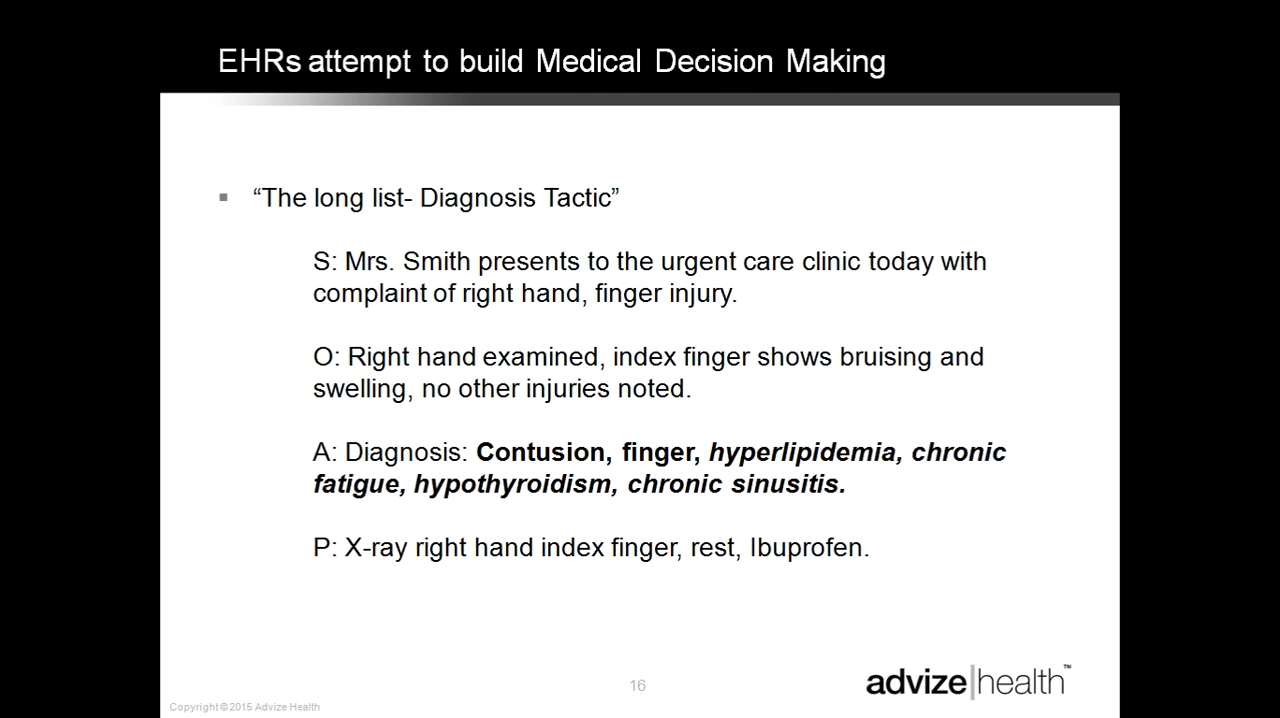 EHRs attempt to build Medical Decision Making
▪ “The long list- Diagnosis Tactic”
S: Mrs. Smith presents to the urgent care clinic today with
complaint of right hand, finger injury.
O: Right hand examined, index finger shows bruising and
swelling, no other injuries noted.
A: Diagnosis: Contusion, finger, hyperlipidemia, chronic
fatigue, hypothyroidism, chronic sinusitis.
P: X-ray right hand index finger, rest, Ibuprofen.
16
advize|health™
Copyright©2015 Advize Health